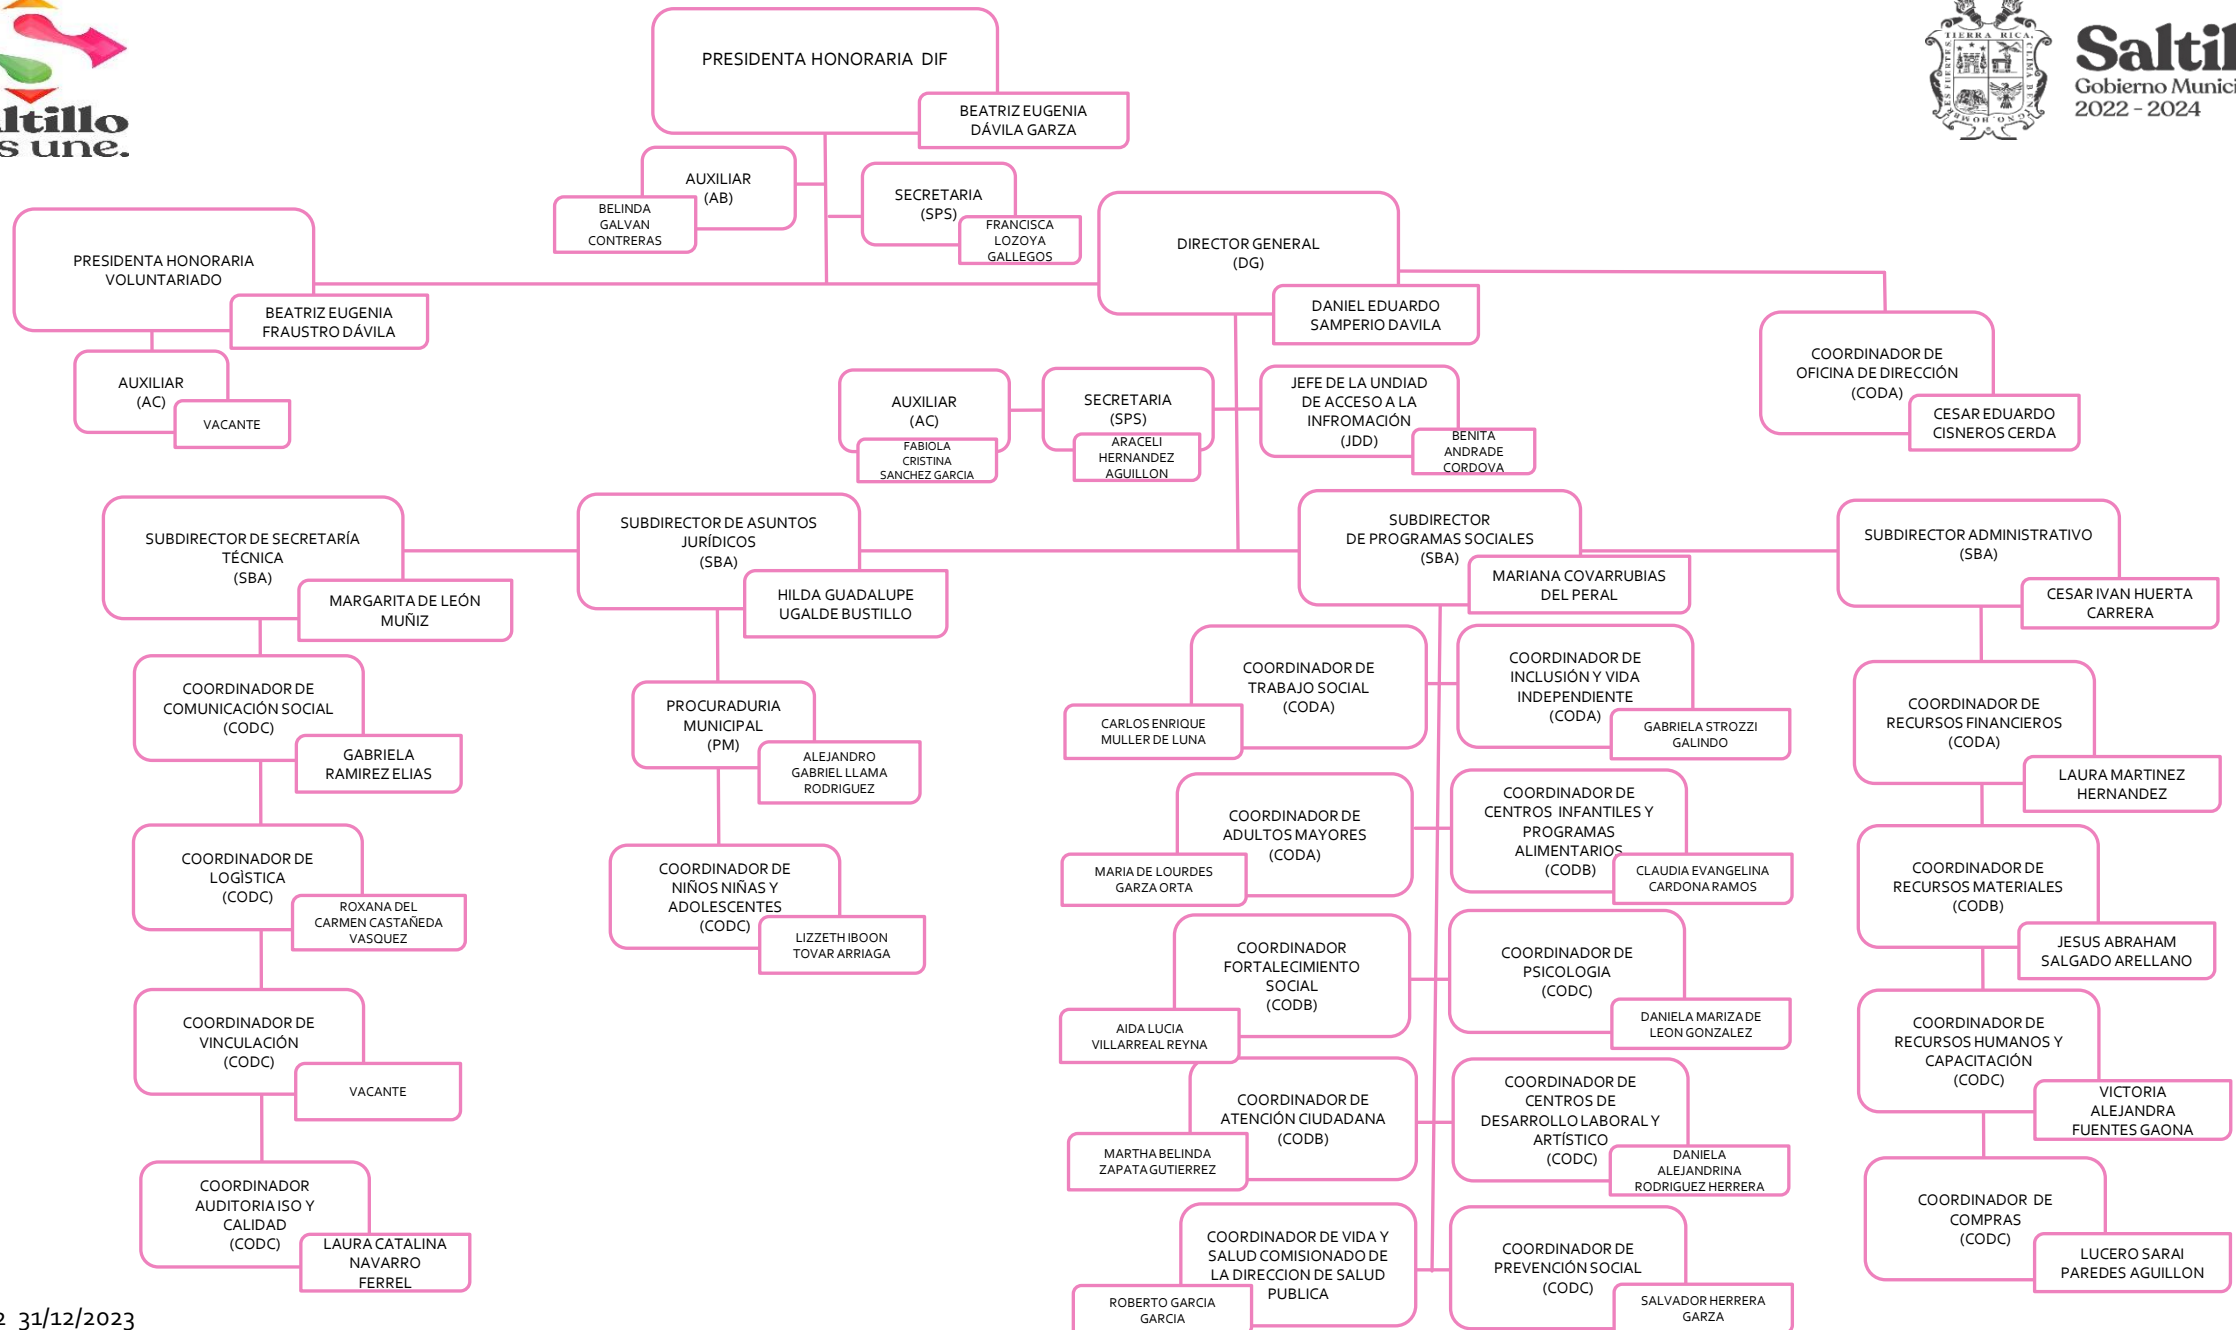 PRESIDENTA HONORARIA DIF
BEATRIZ EUGENIA
DÁVILA GARZA
TIERRA RICA
Gobierno
2022 - 2024
une.
AUXILIAR
(AB)
BELINDA
GALVAN
CONTRERAS
SECRETARIA
(SPS)
FRANCISCA
LOZOYA
GALLEGOS
PRESIDENTA HONORARIA
VOLUNTARIADO
BEATRIZ EUGENIA
FRAUSTRO DÁVILA
AUXILIAR
(AC)
VACANTE
DIRECTOR GENERAL
(DG)
DANIEL EDUARDO
SAMPERIO DAVILA
COORDINADOR DE
OFICINA DE DIRECCIÓN
(CODA)
CESAR EDUARDO
CISNEROS CERDA
AUXILIAR
(AC)
FABIOLA
CRISTINA
SANCHEZ GARCIA
SECRETARIA
(SPS)
ARACELI
HERNANDEZ
AGUILLON
JEFE DE LA UNDIAD
DE ACCESO A LA
INFROMACIÓN
(JDD)
BENITA
ANDRADE
CORDOVA
SUBDIRECTOR DE SECRETARÍA
TÉCNICA
(SBA)
MARGARITA DE LEÓN
MUÑIZ
COORDINADOR DE
COMUNICACIÓN SOCIAL
(CODC)
GABRIELA
RAMIREZ ELIAS
COORDINADOR DE
LOGÌSTICA
(CODC)
ROXANA DEL
CARMEN CASTAÑEDA
VASQUEZ
COORDINADOR DE
VINCULACIÓN
(CODC)
VACANTE
COORDINADOR
AUDITORIA ISO Y
CALIDAD
(CODC)
LAURA CATALINA
NAVARRO
FERREL
SUBDIRECTOR DE ASUNTOS
JURÍDICOS
(SBA)
HILDA GUADALUPE
UGALDE BUSTILLO
PROCURADURIA
MUNICIPAL
(PM)
ALEJANDRO
GABRIEL LLAMA
RODRIGUEZ
COORDINADOR DE
NIÑOS NIÑAS Y
ADOLESCENTES
(CODC)
LIZZETH IBOON
TOVAR ARRIAGA
SUBDIRECTOR
DE PROGRAMAS SOCIALES
(SBA)
MARIANA COVARRUBIAS
DEL PERAL
COORDINADOR DE
TRABAJO SOCIAL
(CODA)
CARLOS ENRIQUE
MULLER DE LUNA
COORDINADOR DE
INCLUSIÓN Y VIDA
INDEPENDIENTE
(CODA)
GABRIELA STROZZI
GALINDO
COORDINADOR DE
ADULTOS MAYORES
(CODA)
MARIA DE LOURDES
GARZA ORTA
COORDINADOR DE
CENTROS INFANTILES Y
PROGRAMAS
ALIMENTARIOS
(CODB)
CLAUDIA EVANGELINA
CARDONA RAMOS
COORDINADOR
FORTALECIMIENTO
SOCIAL
(CODB)
AIDA LUCIA
VILLARREAL REYNA
COORDINADOR DE
PSICOLOGIA
(CODC)
DANIELA MARIZA DE
LEON GONZALEZ
COORDINADOR DE
ATENCIÓN CIUDADANA
(CODB)
MARTHA BELINDA
ZAPATA GUTIERREZ
COORDINADOR DE
CENTROS DE
DESARROLLO LABORAL Y
ARTÍSTICO
(CODC)
DANIELA
ALEJANDRINA
RODRIGUEZ HERRERA
COORDINADOR DE VIDA Y
SALUD COMISIONADO DE
LA DIRECCION DE SALUD
PUBLICA
ROBERTO GARCIA
GARCIA
COORDINADOR DE
PREVENCIÓN SOCIAL
(CODC)
SALVADOR HERRERA
GARZA
SUBDIRECTOR ADMINISTRATIVO
(SBA)
CESAR IVAN HUERTA
CARRERA
COORDINADOR DE
RECURSOS FINANCIEROS
(CODA)
LAURA MARTINEZ
HERNANDEZ
COORDINADOR DE
RECURSOS MATERIALES
(CODB)
JESUS ABRAHAM
SALGADO ARELLANO
COORDINADOR DE
RECURSOS HUMANOS Y
CAPACITACIÓN
(CODC)
VICTORIA
ALEJANDRA
FUENTES GAONA
COORDINADOR DE
COMPRAS
(CODC)
LUCERO SARAI
PAREDES AGUILLON
31/12/2023